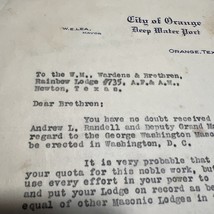 City of Orange
W.E.LEA,
MAYOR
Deep Water Port
ORANGE, TEX
To the W.M., Wardens & Brethren,
Rainbow Lodge #735, A.F.& A.M.,
Newton, Texas.
Dear Brethren:
You have no doubt received
Andrew L. Randell and Deputy Grand Ma
regard to the George Washington Mason
be erected in Washington, D. C.
It is very probable that
your quota for this noble work, but
use every effort in your power to
and put your Lodge on record as be
equal of other Masonic Lodges in